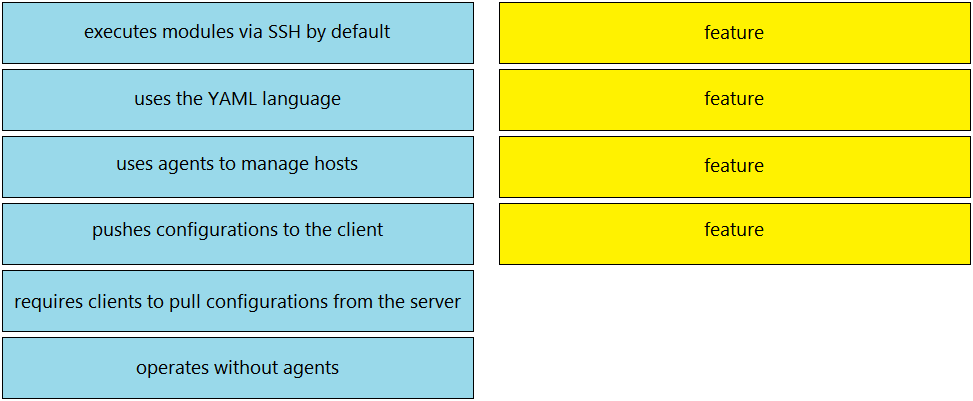 executes modules via SSH by default
feature
uses the YAML language
feature
uses agents to manage hosts
feature
pushes configurations to the client
feature
requires clients to pull configurations from the server
operates without agents